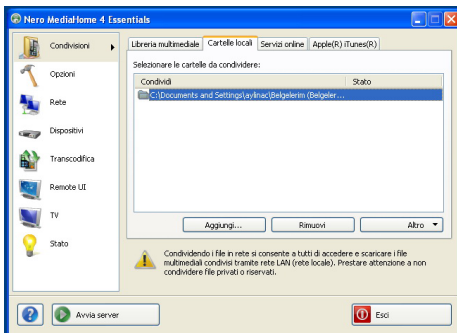 Nero MediaHome 4 Essentials
Condivisioni
Opzioni
Rete
Dispositivi
Transcodifica
Remote UI
TV
Stato
Libreria multimediale
Cartelle locali
Servizi online
Apple(R) iTunes(R)
Selezionare le cartelle da condividere:
Condividi
Stato
C:\Documents and Settings\aylinac\Belgelerim (Belgeler...
Aggiungi...
Rimuovi
Altro
Condividendo i file in rete si consente a tutti di accedere e scaricare i file
multimediali condivisi tramite rete LAN (rete locale). Prestare attenzione a non
condividere file privati o riservati.
Avvia server
Esci